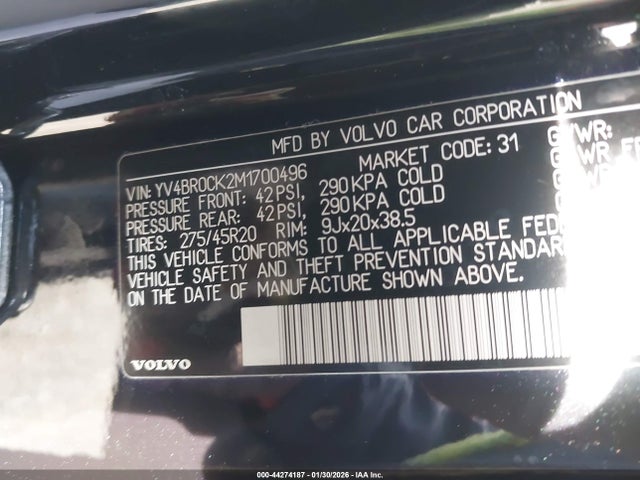 MFD BY VOLVO CAR CORPORATION
MARKET CODE: 31
VIN: YV4BR0CK2M1700496
PRESSURE FRONT: 42 PSI, 290 KPA COLD
PRESSURE REAR: 42 PSI, 290 KPA COLD
TIRES: 275/45R20 RIM: 9Jx20x38.5
THIS VEHICLE CONFORMS TO ALL APPLICABLE FED
VEHICLE SAFETY AND THEFT PREVENTION STANDAR
ON THE DATE OF MANUFACTURE SHOWN ABOVE.
VOLVO
000-44274187 - 01/30/2026 - IAA Inc.